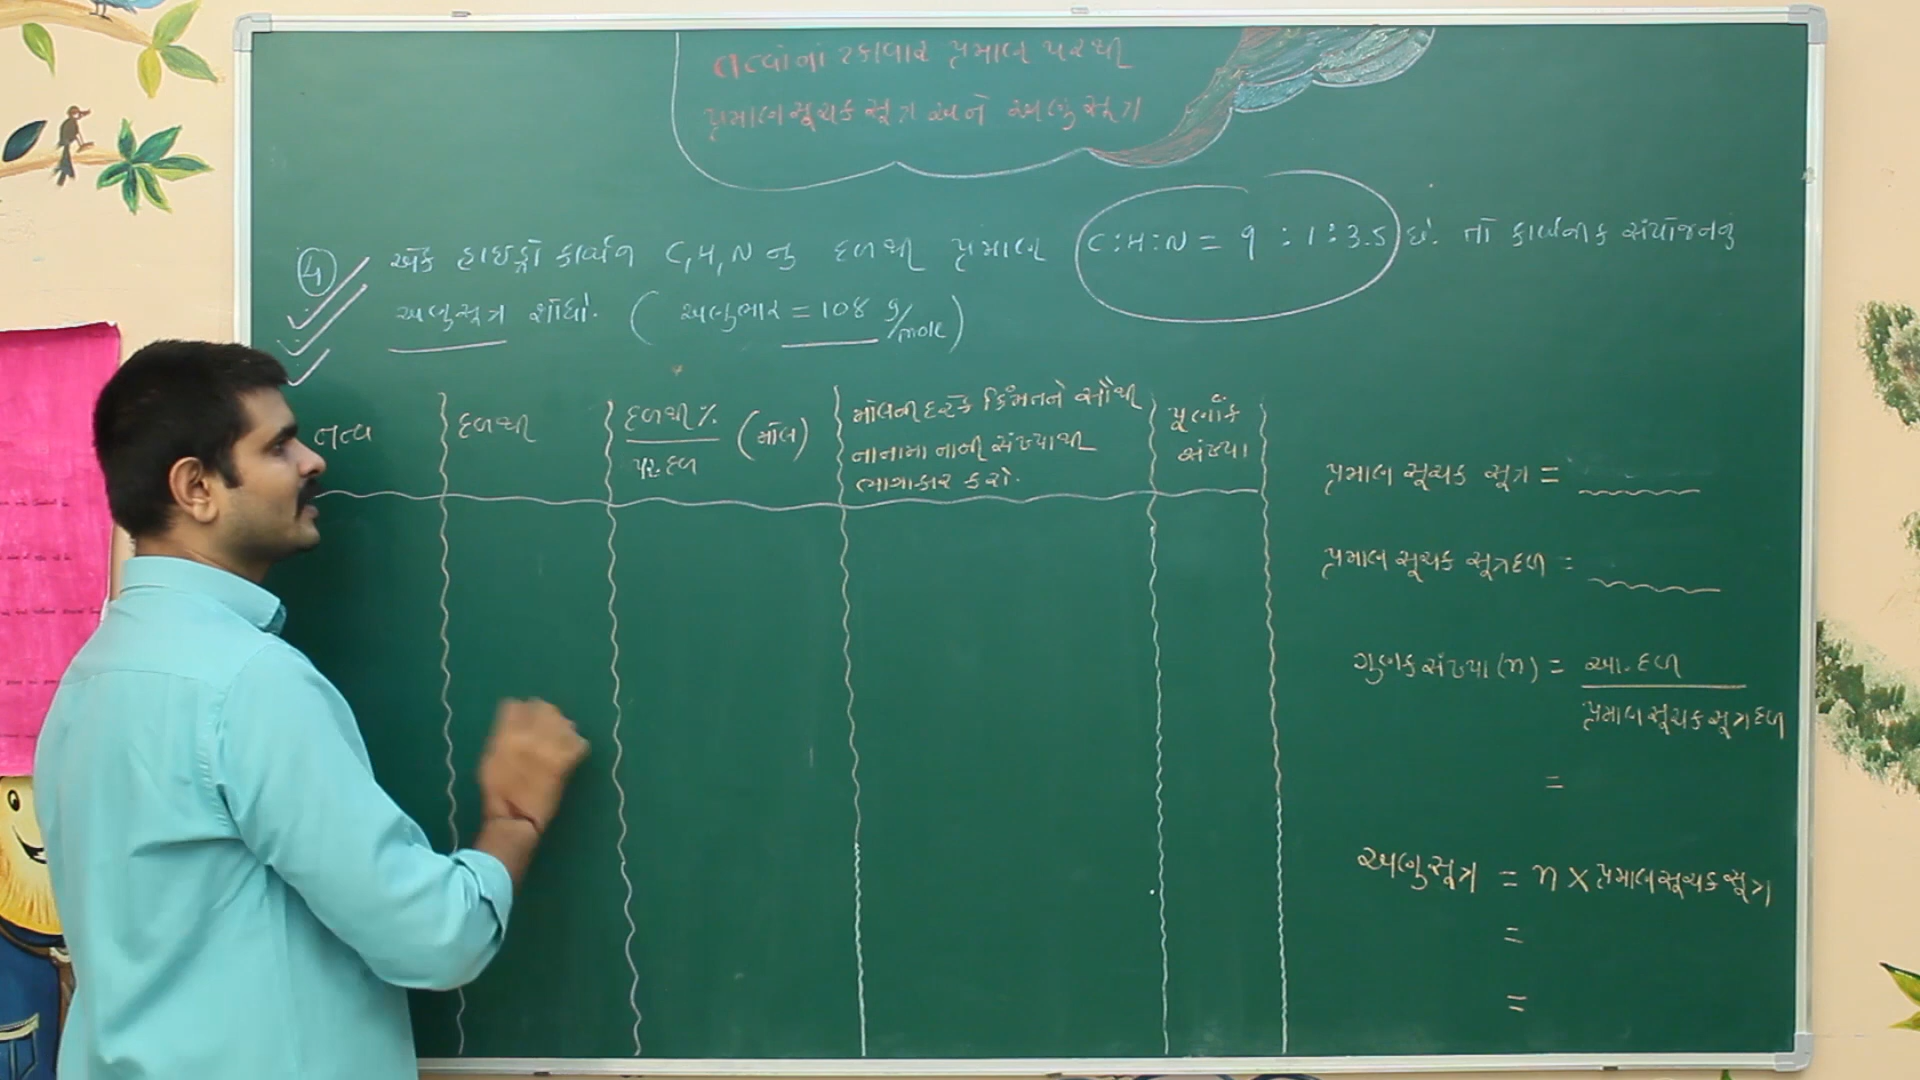 તત્વોનાં ટકાવાર પ્રમાણ પરથી
પ્રમાણસૂચક સૂત્ર અને અણુસૂત્ર
(4) એક હાઇડ્રોકાર્બન C, H, N નું દળથી પ્રમાણ C : H : N = 9 : 1 : 3.5 છે. તો કાર્બનીક સંયોજનનું
અણુસૂત્ર શોધો. ( અણુભાર = 108 g/mole )
તત્વ
દળથી
દળથી % / પર. દળ (મોલ)
મોલની દરેક કિંમતને સૌથી
નાનામા નાની સંખ્યાથી
ભાગાકાર કરો.
પૂર્ણાંક
સંખ્યા
પ્રમાણ સૂચક સૂત્ર =
પ્રમાણ સૂચક સૂત્રદળ =
ગુણક સંખ્યા (n) = આ. દળ / પ્રમાણસૂચકસૂત્રદળ
=
અણુસૂત્ર = n × પ્રમાણસૂચકસૂત્ર
=
=